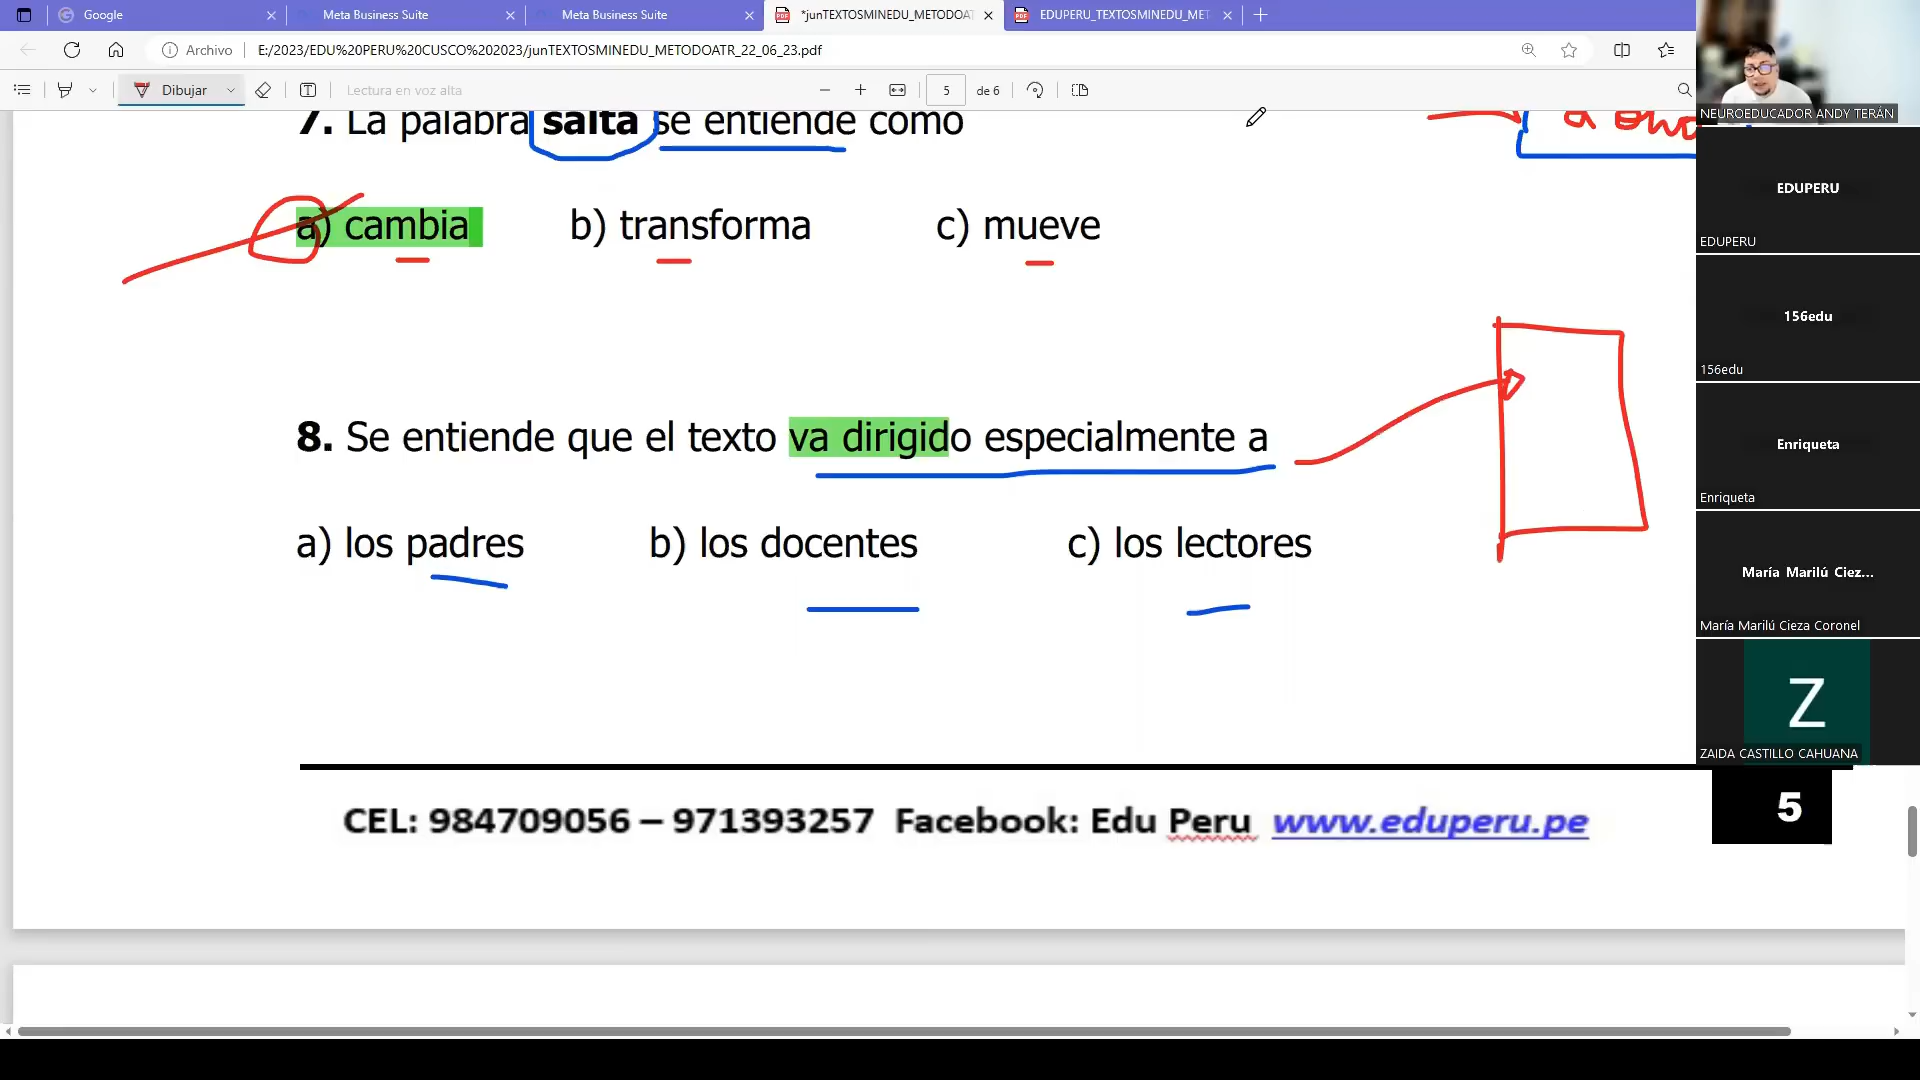 Google
Meta Business Suite
Meta Business Suite
*junTEXTOSMINEDU_METODOAT
EDUPERU_TEXTOSMINEDU_MET
Archivo
E:/2023/EDU%20PERU%20CUSCO%202023/junTEXTOSMINEDU_METODOATR_22_06_23.pdf
Dibujar
Lectura en voz alta
5 de 6
7. La palabra salta se entiende como
a) cambia b) transforma c) mueve
8. Se entiende que el texto va dirigido especialmente a
a) los padres b) los docentes c) los lectores
CEL: 984709056 – 971393257 Facebook: Edu Peru www.eduperu.pe
5
NEUROEDUCADOR ANDY TERÁN
EDUPERU
EDUPERU
156edu
156edu
Enriqueta
Enriqueta
María Marilú Ciez...
María Marilú Cieza Coronel
Z
ZAIDA CASTILLO CAHUANA